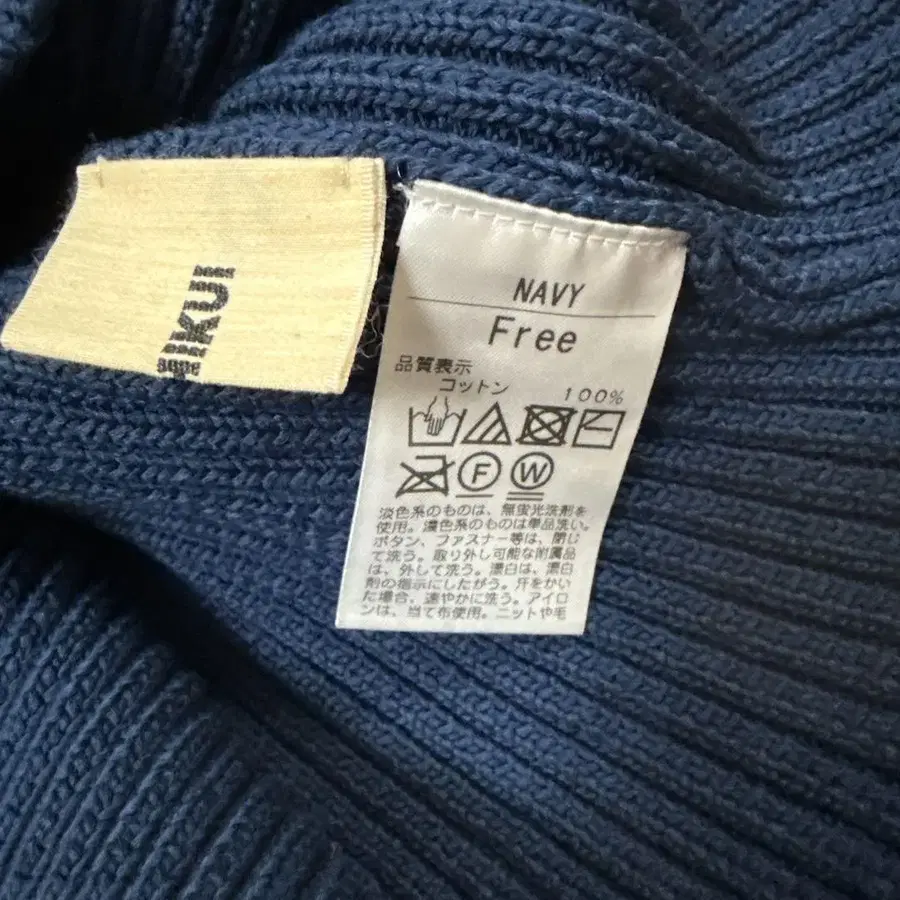 HIKUI
NAVY
Free
品質表示
コットン 100%
F W
淡色系のものは、無蛍光洗剤を
使用。濃色系のものは単品洗い。
ボタン、ファスナー等は、閉じ
て洗う。取り外し可能な附属品
は、外して洗う。漂白は、漂白
剤の指示にしたがう。汗をかい
た場合、速やかに洗う。アイロ
ンは、当て布使用。ニットや毛